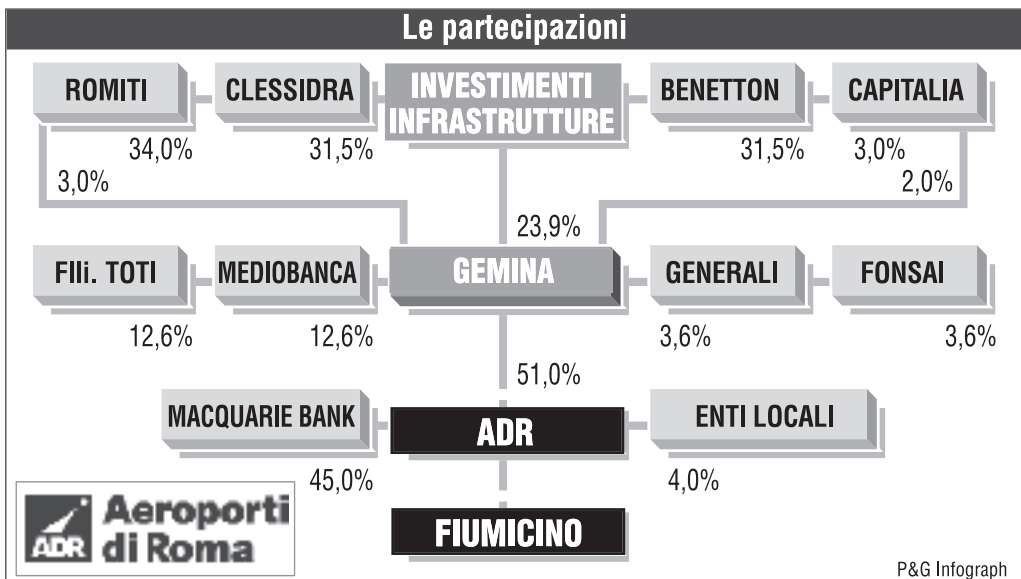 Le partecipazioni
ROMITI CLESSIDRA INVESTIMENTI INFRASTRUTTURE BENETTON CAPITALIA
34,0% 31,5% 31,5% 3,0%
3,0% 2,0%
23,9%
Flli. TOTI MEDIOBANCA GEMINA GENERALI FONSAI
12,6% 12,6% 3,6% 3,6%
51,0%
MACQUARIE BANK ADR ENTI LOCALI
45,0% 4,0%
FIUMICINO
ADR Aeroporti
di Roma
P&G Infograph